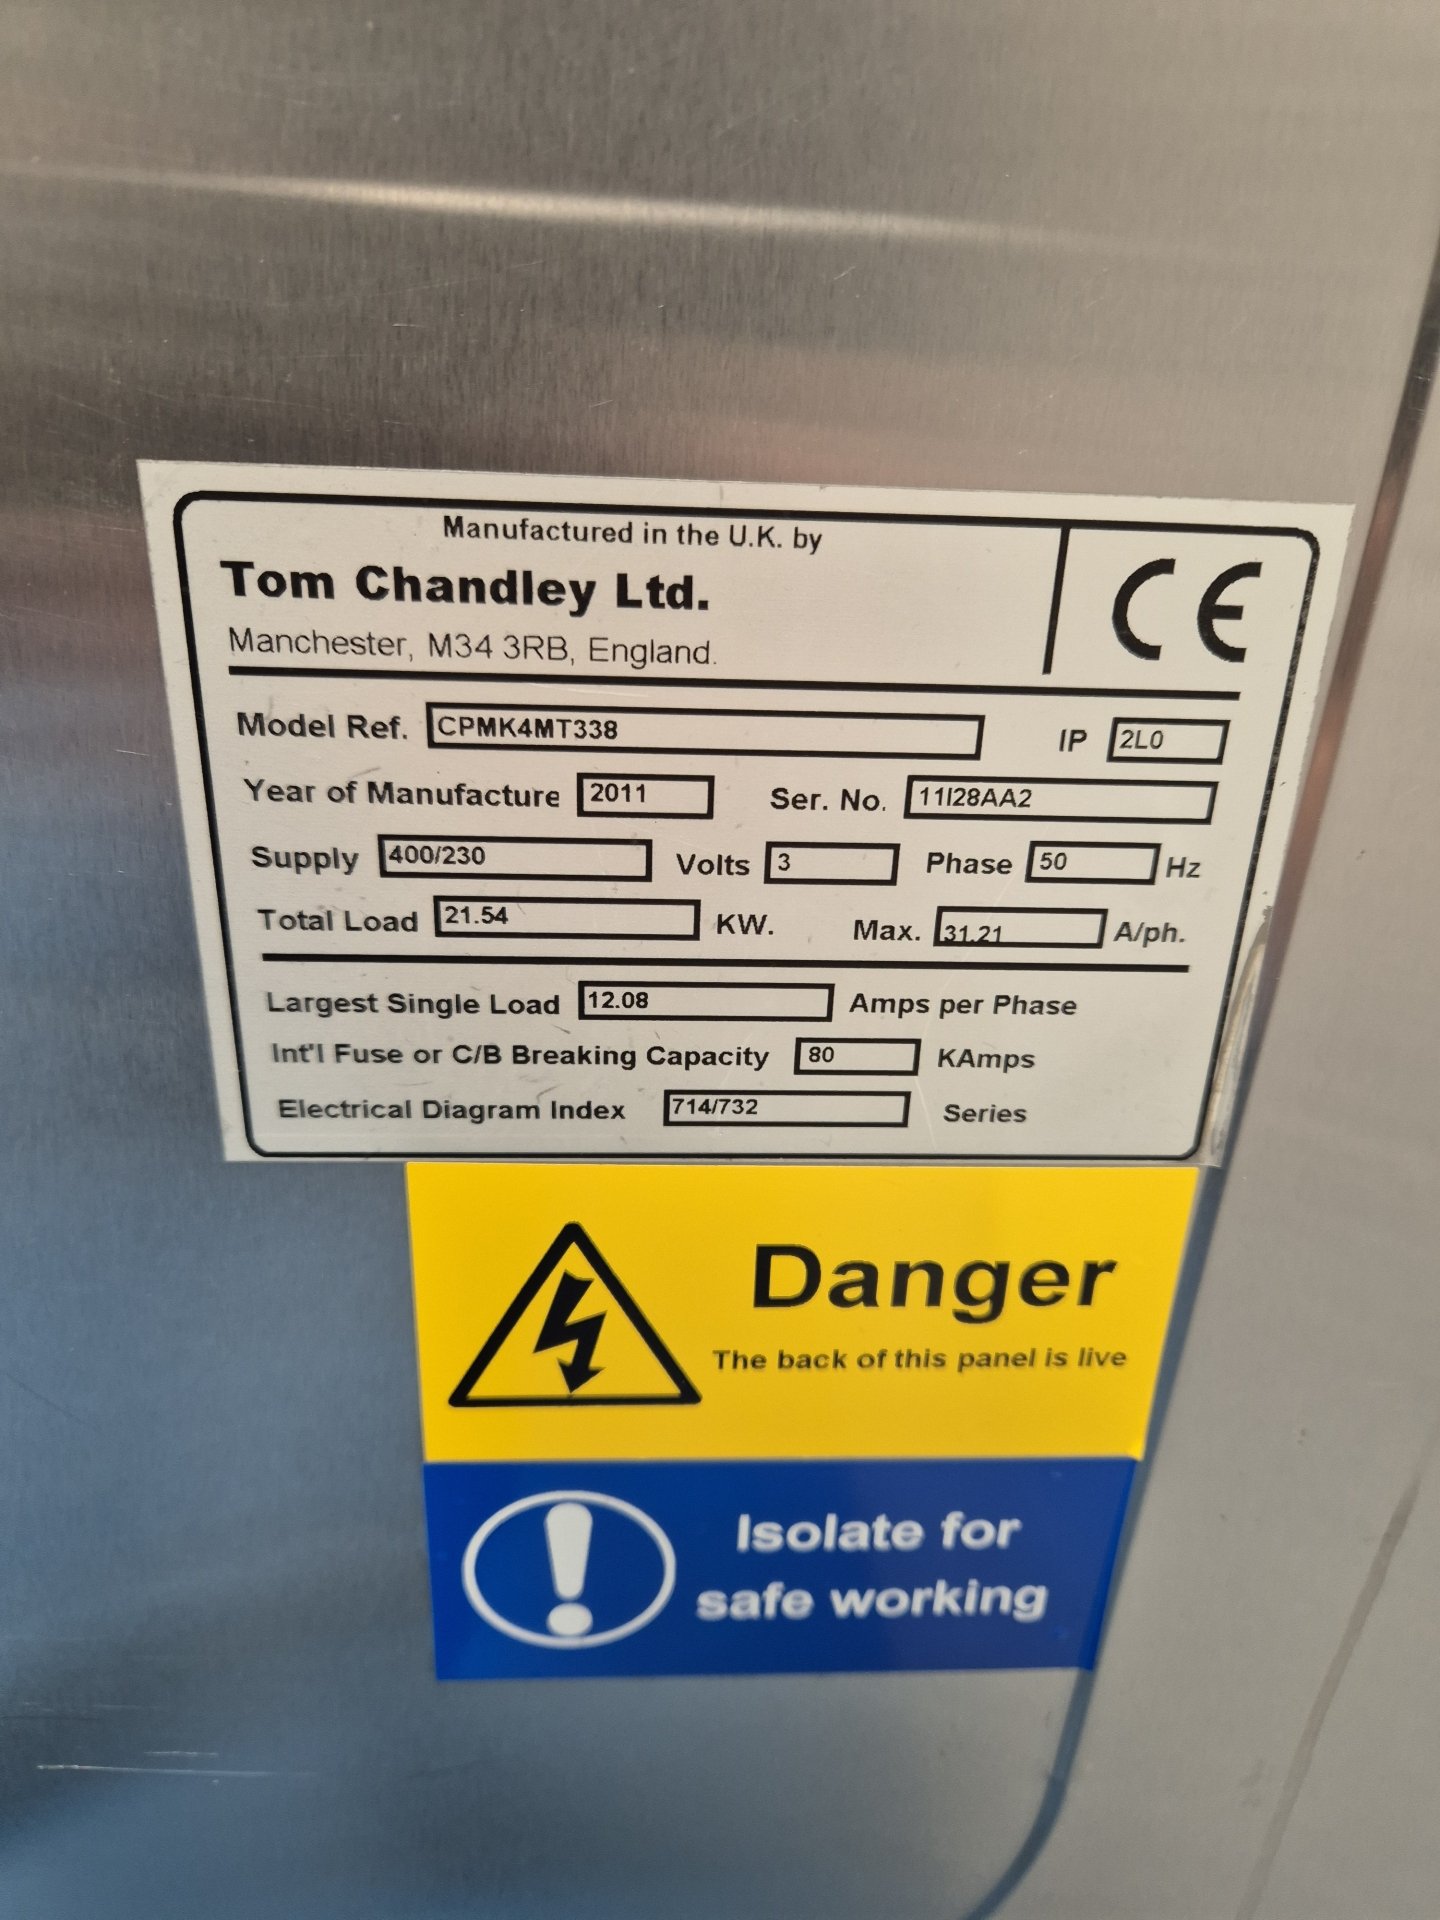 Manufactured in the U.K. by
Tom Chandley Ltd.
Manchester, M34 3RB, England.
CE
Model Ref. CPMK4MT338 IP 2L0
Year of Manufacture 2011 Ser. No. 11I28AA2
Supply 400/230 Volts 3 Phase 50 Hz
Total Load 21.54 KW. Max. 31.21 A/ph.
Largest Single Load 12.08 Amps per Phase
Int'l Fuse or C/B Breaking Capacity 80 KAmps
Electrical Diagram Index 714/732 Series
Danger
The back of this panel is live
Isolate for
safe working